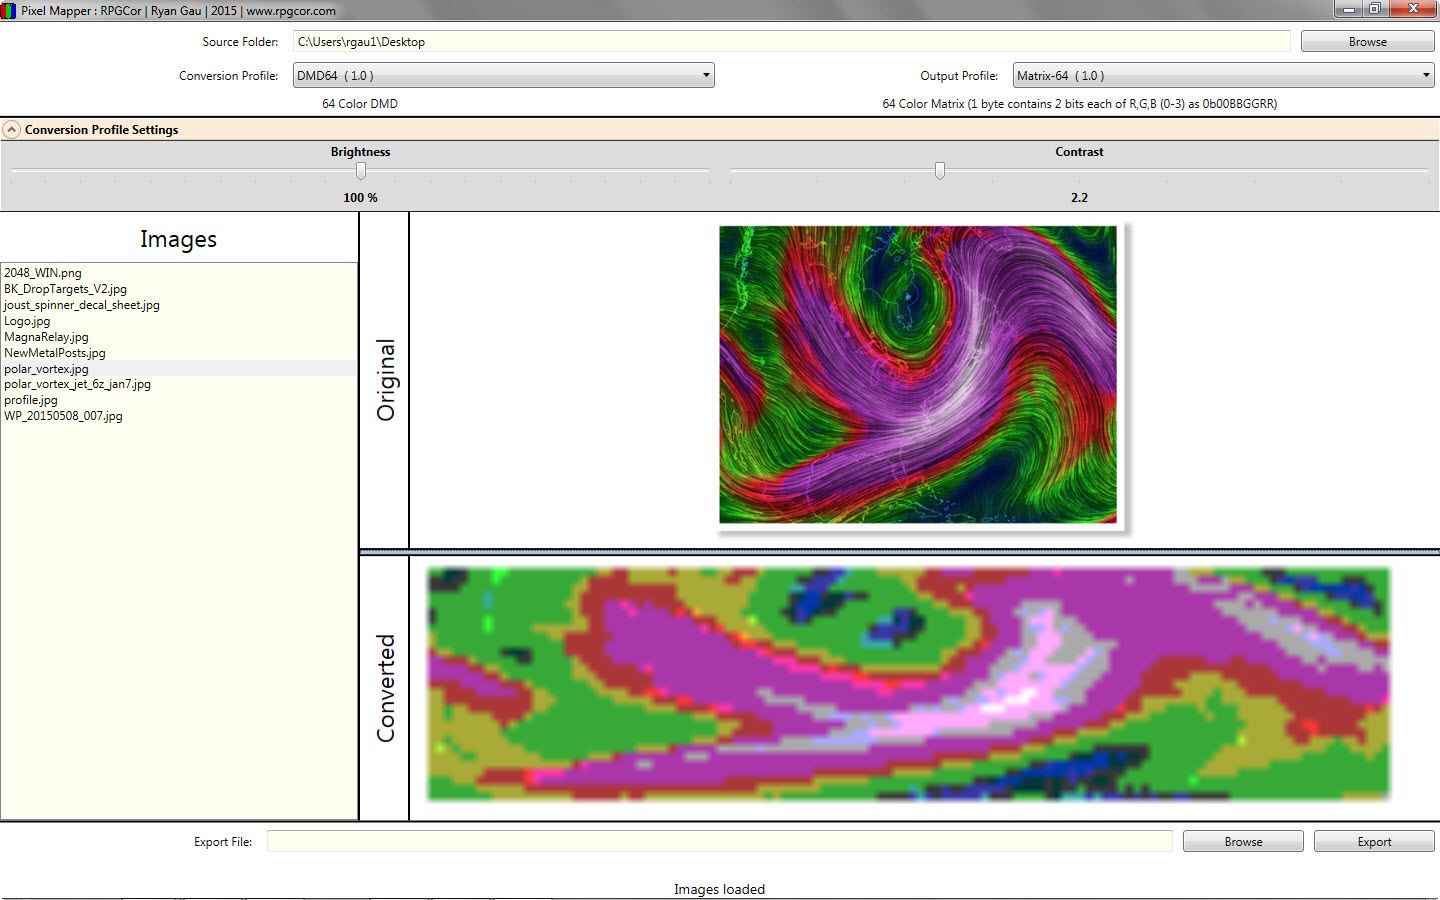 Pixel Mapper : RPGCor | Ryan Gau | 2015 | www.rpgcor.com
Source Folder: C:\Users\rgau1\Desktop Browse
Conversion Profile: DMD64 ( 1.0 ) Output Profile: Matrix-64 ( 1.0 )
64 Color DMD 64 Color Matrix (1 byte contains 2 bits each of R,G,B (0-3) as 0b00BBGGRR)
Conversion Profile Settings
Brightness Contrast
100 % 2.2
Images
2048_WIN.png
BK_DropTargets_V2.jpg
joust_spinner_decal_sheet.jpg
Logo.jpg
MagnaRelay.jpg
NewMetalPosts.jpg
polar_vortex.jpg
polar_vortex_jet_6z_jan7.jpg
profile.jpg
WP_20150508_007.jpg
Original
Converted
Export File: Browse Export
Images loaded